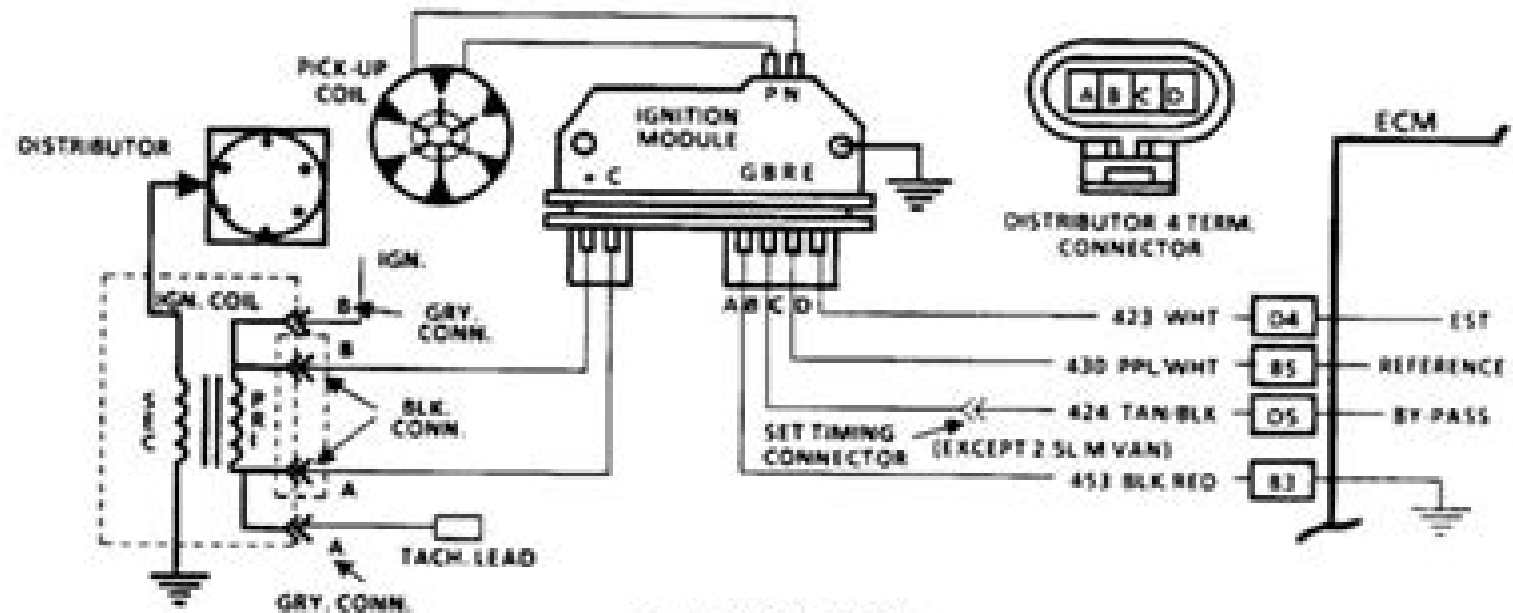 PICK-UP
COIL
DISTRIBUTOR
P N
IGNITION
MODULE
+ C
G B R E
A B C D
DISTRIBUTOR 4 TERM.
CONNECTOR
ECM
IGN.
IGN. COIL
B
GRY.
CONN.
B
BLK.
CONN.
SEC
PRI
A
A
TACH. LEAD
GRY. CONN.
A B C D
423 WHT D4 EST
430 PPL/WHT B5 REFERENCE
424 TAN/BLK D5 BY-PASS
SET TIMING
CONNECTOR
(EXCEPT 2.5L M VAN)
453 BLK/RED B3